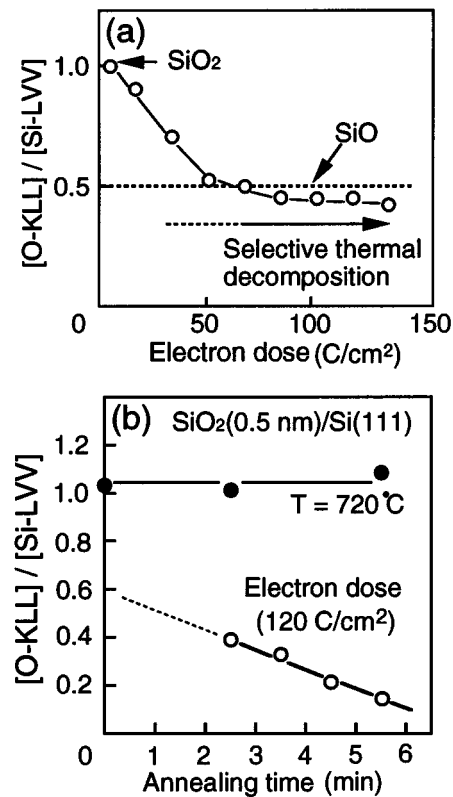 (a)
1.0
SiO₂
SiO
0.5
[O-KLL] / [Si-LVV]
Selective thermal
decomposition
0 50 100 150
Electron dose (C/cm²)
(b) SiO₂(0.5 nm)/Si(111)
1.2
1.0
T = 720°C
0.8
[O-KLL] / [Si-LVV]
0.6
Electron dose
(120 C/cm²)
0.4
0.2
0 1 2 3 4 5 6
Annealing time (min)